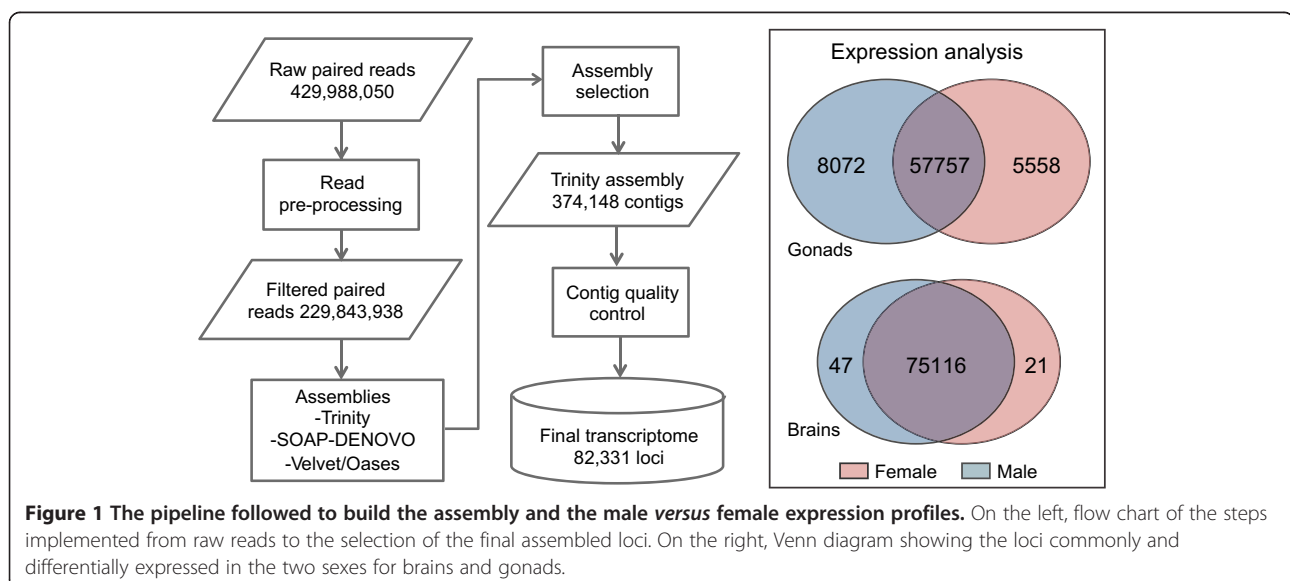 Raw paired reads
429,988,050
Read
pre-processing
Filtered paired
reads 229,843,938
Assemblies
-Trinity
-SOAP-DENOVO
-Velvet/Oases
Assembly
selection
Trinity assembly
374,148 contigs
Contig quality
control
Final transcriptome
82,331 loci
Expression analysis
8072
57757
5558
Gonads
47
75116
21
Brains
Female
Male
Figure 1 The pipeline followed to build the assembly and the male versus female expression profiles. On the left, flow chart of the steps
implemented from raw reads to the selection of the final assembled loci. On the right, Venn diagram showing the loci commonly and
differentially expressed in the two sexes for brains and gonads.